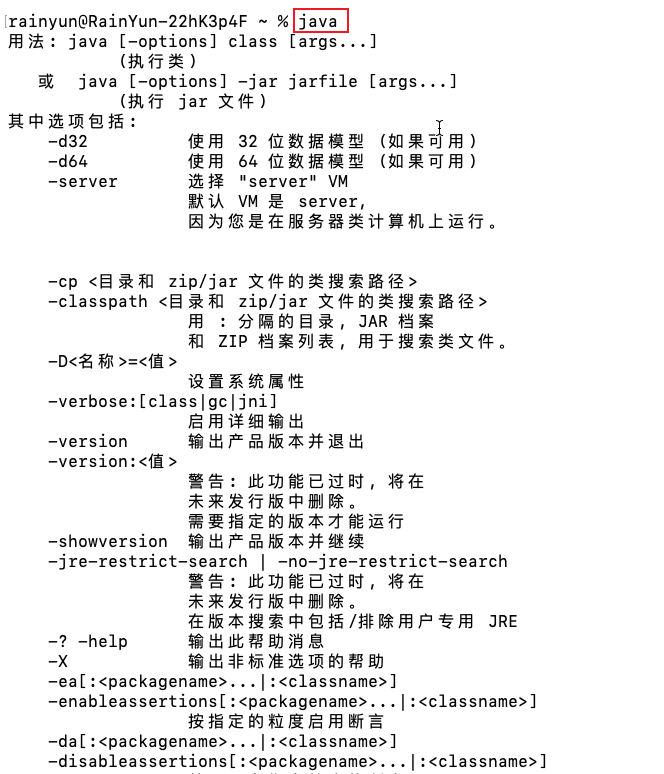 rainyun@RainYun-22hK3p4F ~ % java
用法: java [-options] class [args...]
(执行类)
或 java [-options] -jar jarfile [args...]
(执行 jar 文件)
其中选项包括:
-d32 使用 32 位数据模型 (如果可用)
-d64 使用 64 位数据模型 (如果可用)
-server 选择 "server" VM
默认 VM 是 server,
因为您是在服务器类计算机上运行。
-cp <目录和 zip/jar 文件的类搜索路径>
-classpath <目录和 zip/jar 文件的类搜索路径>
用 : 分隔的目录, JAR 档案
和 ZIP 档案列表, 用于搜索类文件。
-D<名称>=<值>
设置系统属性
-verbose:[class|gc|jni]
启用详细输出
-version 输出产品版本并退出
-version:<值>
警告: 此功能已过时, 将在
未来发行版中删除。
需要指定的版本才能运行
-showversion 输出产品版本并继续
-jre-restrict-search | -no-jre-restrict-search
警告: 此功能已过时, 将在
未来发行版中删除。
在版本搜索中包括/排除用户专用 JRE
-? -help 输出此帮助消息
-X 输出非标准选项的帮助
-ea[:<packagename>...|:<classname>]
-enableassertions[:<packagename>...|:<classname>]
按指定的粒度启用断言
-da[:<packagename>...|:<classname>]
-disableassertions[:<packagename>...|:<classname>]